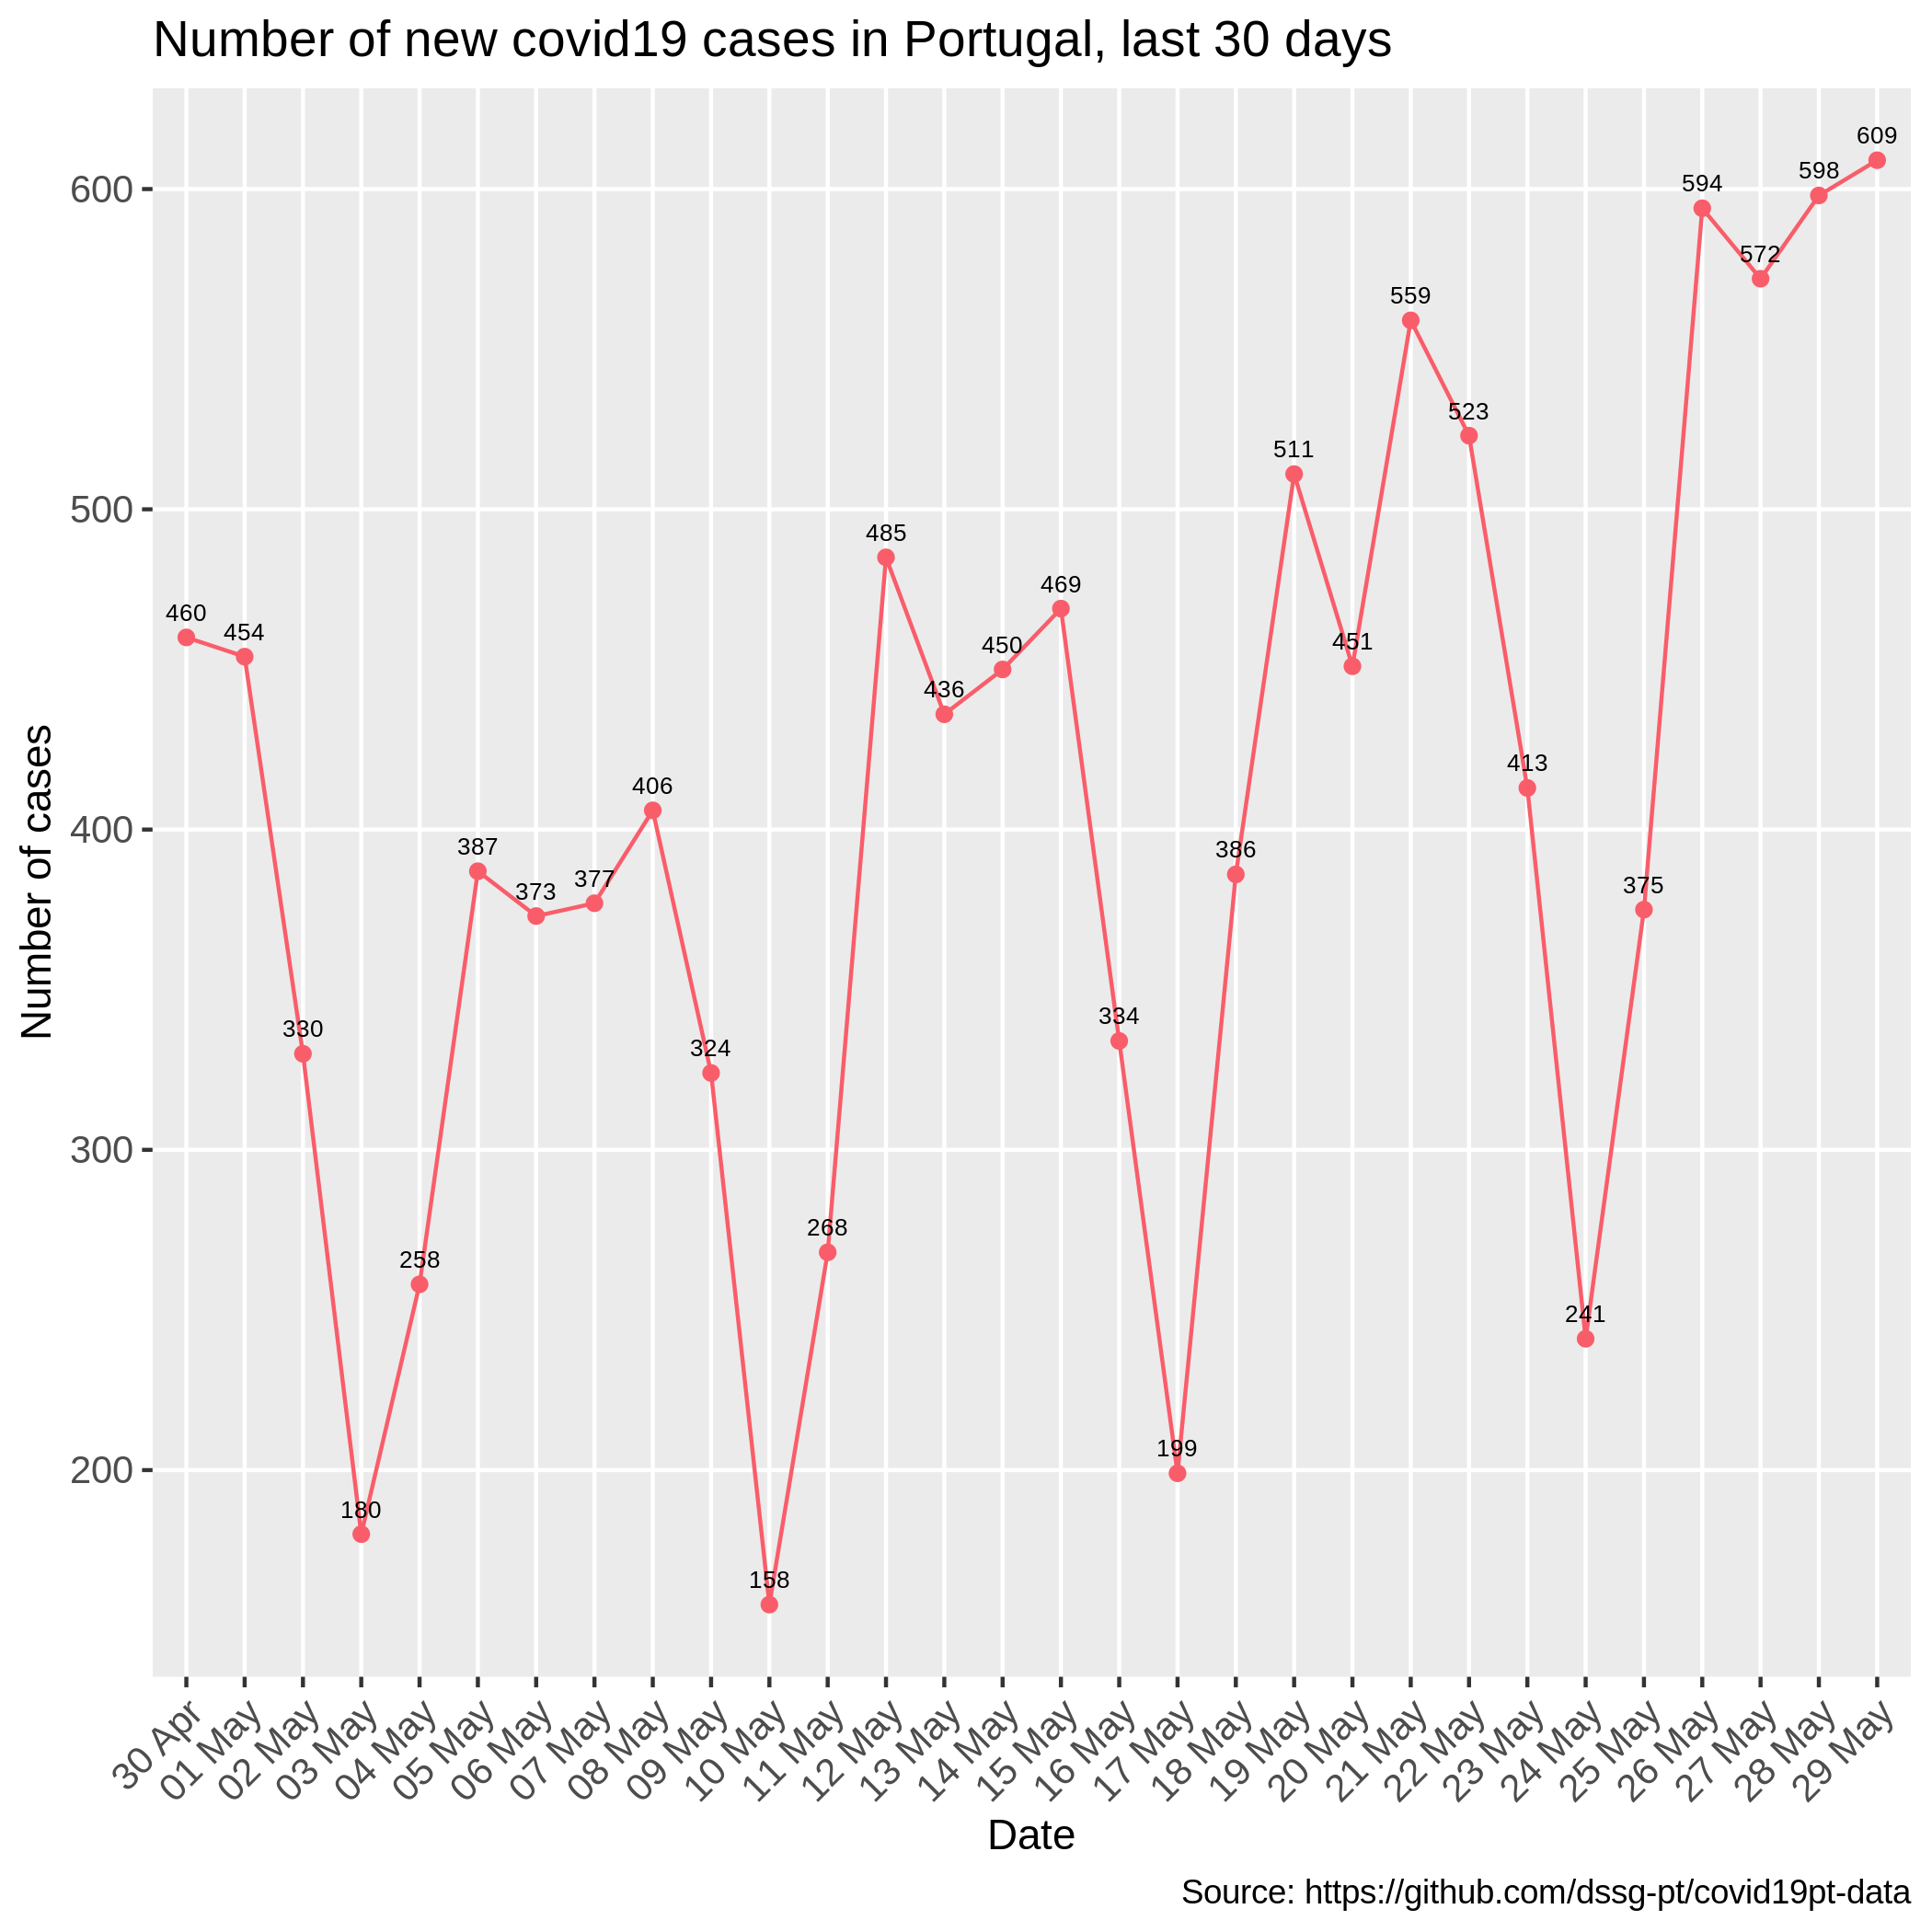 Number of new covid19 cases in Portugal, last 30 days
Number of cases
600
500
400
300
200
460
454
330
180
258
387
373
377
406
324
158
268
485
436
450
469
334
199
386
511
451
559
523
413
241
375
594
572
598
609
30 Apr
01 May
02 May
03 May
04 May
05 May
06 May
07 May
08 May
09 May
10 May
11 May
12 May
13 May
14 May
15 May
16 May
17 May
18 May
19 May
20 May
21 May
22 May
23 May
24 May
25 May
26 May
27 May
28 May
29 May
Date
Source: https://github.com/dssg-pt/covid19pt-data